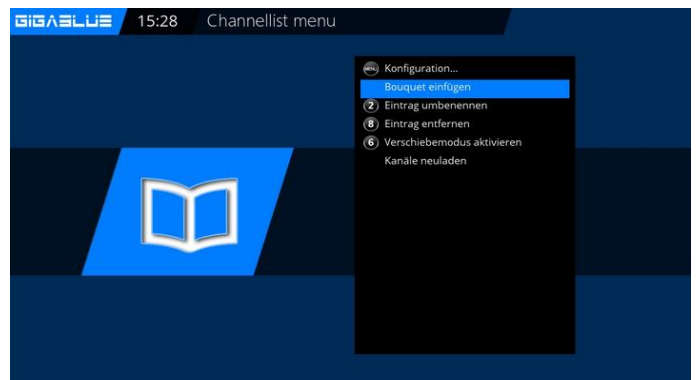 GIGABLUE 15:28 Channellist menu
MENU Konfiguration...
Bouquet einfügen
2 Eintrag umbenennen
8 Eintrag entfernen
6 Verschiebemodus aktivieren
Kanäle neuladen